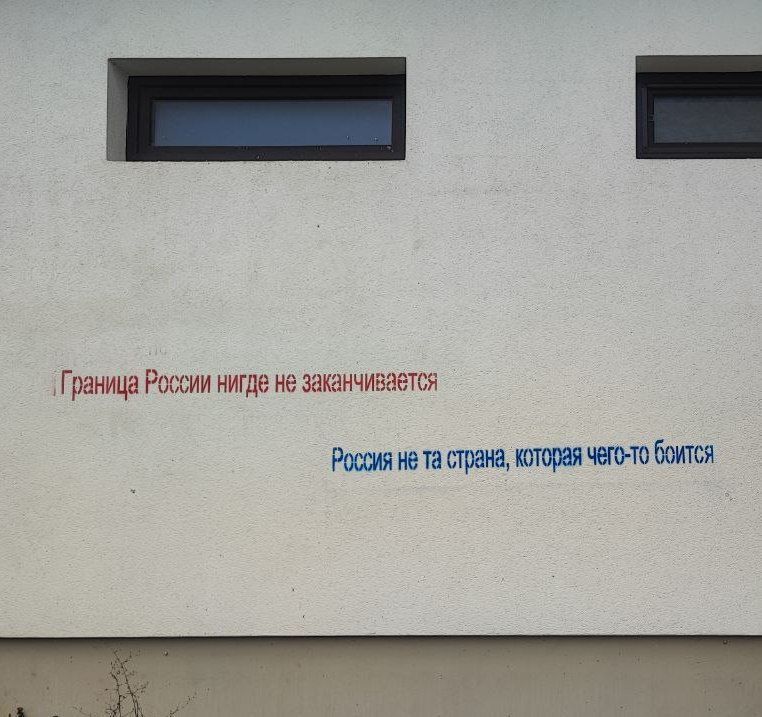 Граница России нигде не заканчивается
Россия не та страна, которая чего-то боится